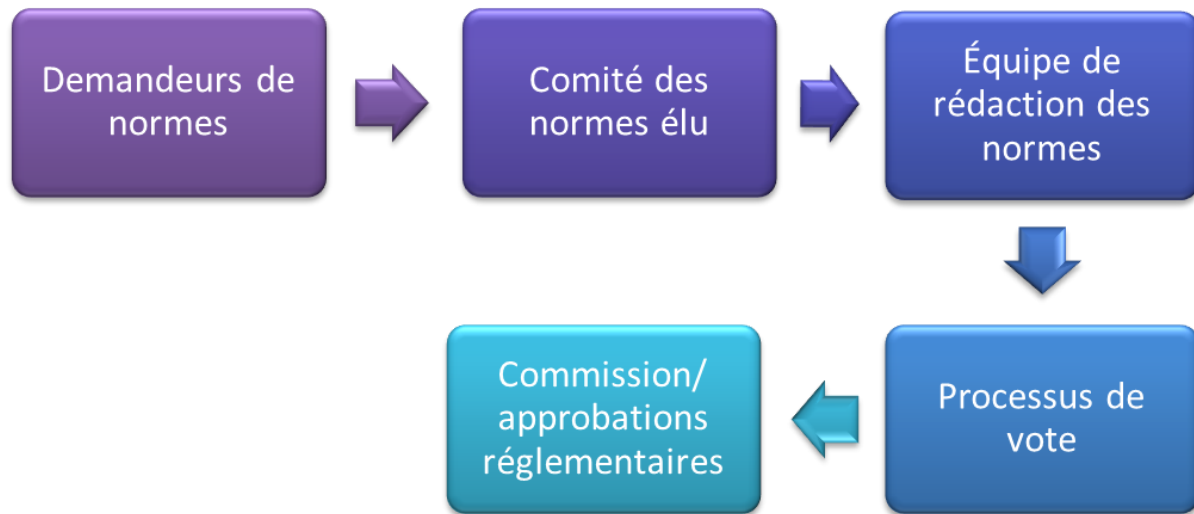 Demandeurs de
normes
Comité des
normes élu
Équipe de
rédaction des
normes
Processus de
vote
Commission/
approbations
réglementaires